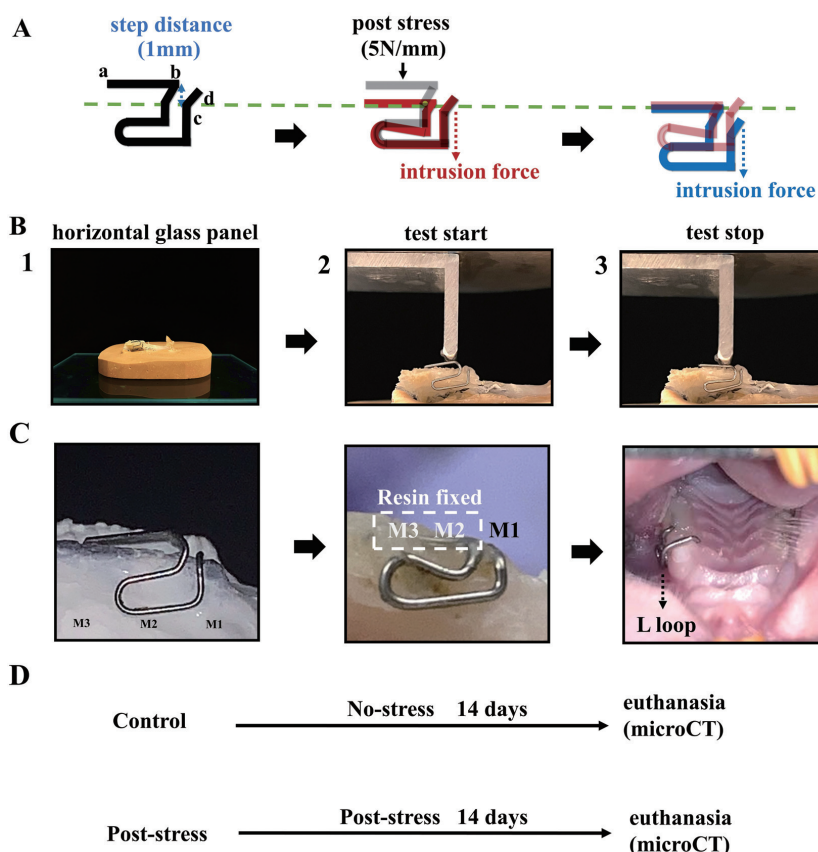 A
step distance
(1mm)
a
b
c
d
post stress
(5N/mm)
intrusion force
intrusion force
B
horizontal glass panel
test start
test stop
1
2
3
C
M3
M2
M1
Resin fixed
M3 M2
M1
L loop
D
Control
No-stress 14 days
euthanasia
(microCT)
Post-stress
Post-stress 14 days
euthanasia
(microCT)